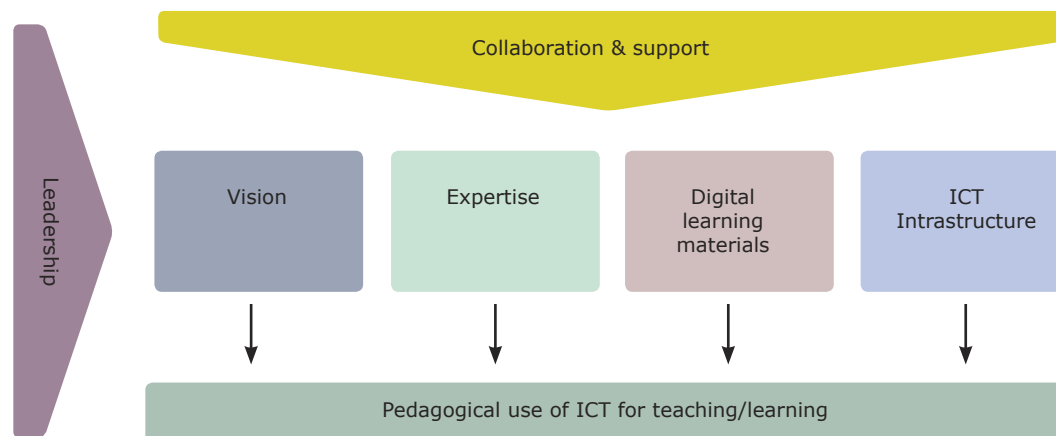 Collaboration & support
Leadership
Vision
Expertise
Digital
learning
materials
ICT
Intrastructure
Pedagogical use of ICT for teaching/learning